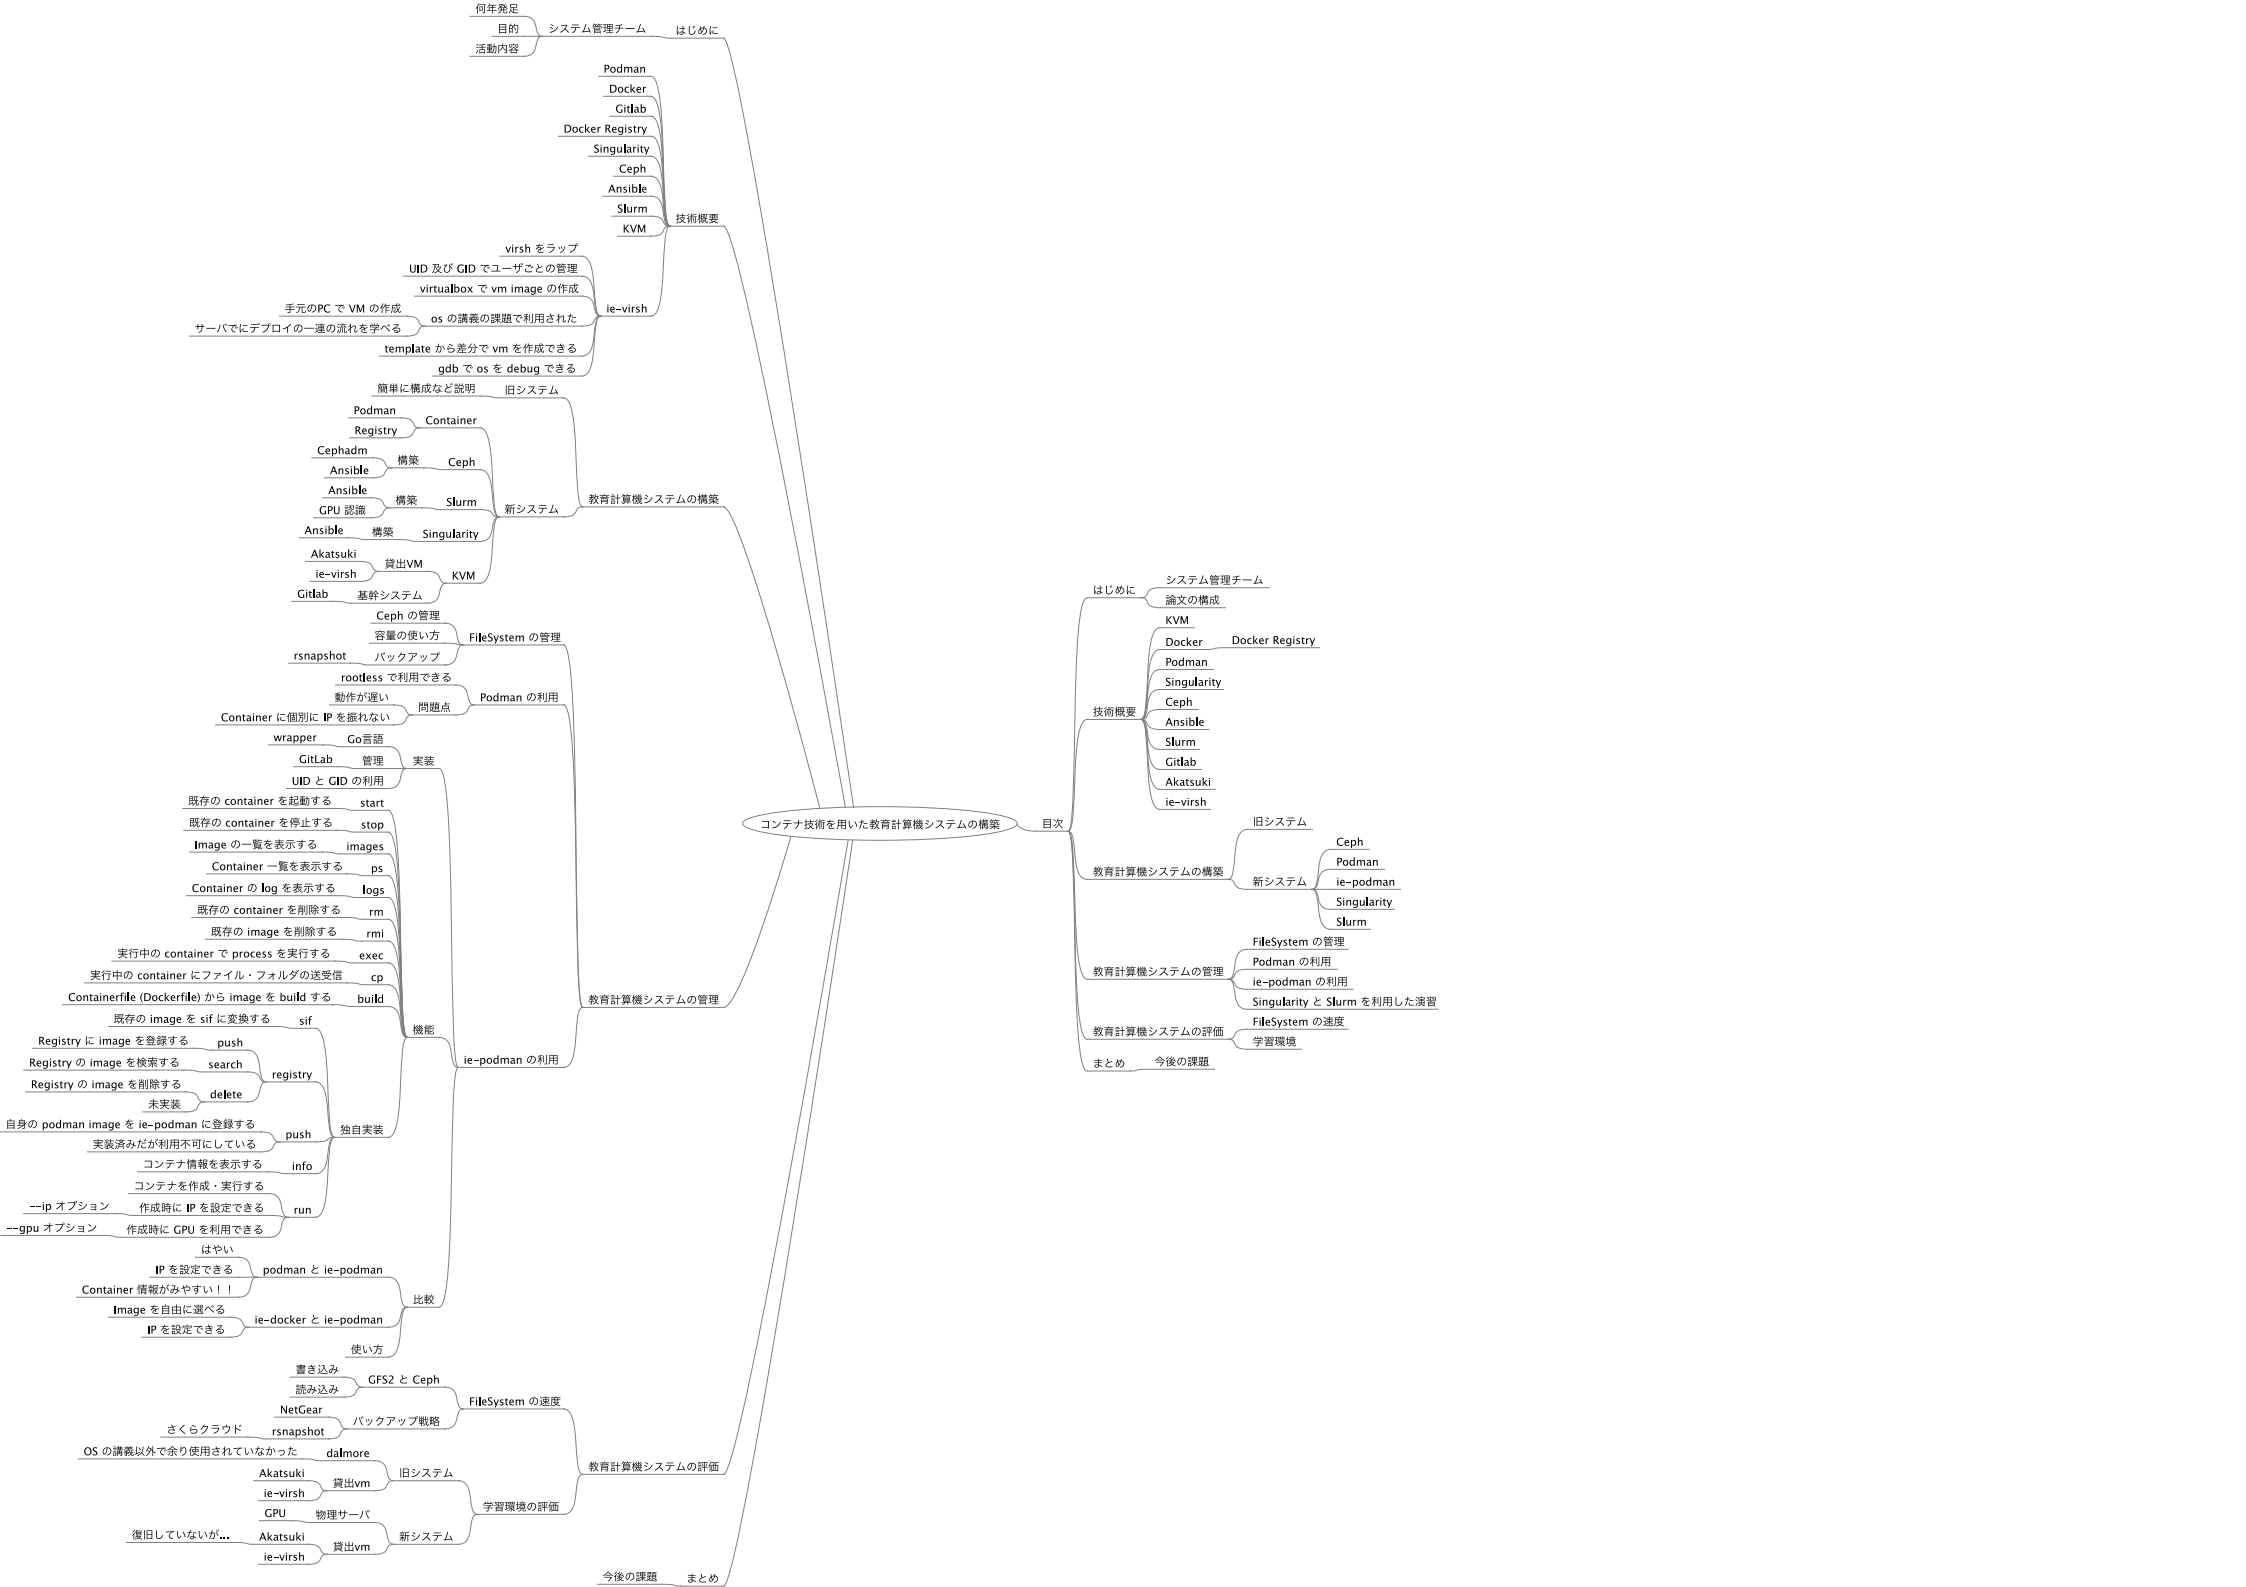 コンテナ技術を用いた教育計算機システムの構築
はじめに
システム管理チーム
何年発足
目的
活動内容
技術概要
Podman
Docker
Gitlab
Docker Registry
Singularity
Ceph
Ansible
Slurm
KVM
ie-virsh
virsh をラップ
UID 及び GID でユーザごとの管理
virtualbox で vm image の作成
os の講義の課題で利用された
手元のPC で VM の作成
サーバでにデプロイの一連の流れを学べる
template から差分で vm を作成できる
gdb で os を debug できる
教育計算機システムの構築
旧システム
簡単に構成など説明
新システム
Container
Podman
Registry
Ceph
構築
Cephadm
Ansible
Slurm
構築
Ansible
GPU 認識
Singularity
構築
Ansible
KVM
貸出VM
Akatsuki
ie-virsh
基幹システム
Gitlab
教育計算機システムの管理
FileSystem の管理
Ceph の管理
容量の使い方
バックアップ
rsnapshot
Podman の利用
rootless で利用できる
問題点
動作が遅い
Container に個別に IP を振れない
ie-podman の利用
実装
Go言語
wrapper
管理
GitLab
UID と GID の利用
機能
start
既存の container を起動する
stop
既存の container を停止する
images
Image の一覧を表示する
ps
Container 一覧を表示する
logs
Container の log を表示する
rm
既存の container を削除する
rmi
既存の image を削除する
exec
実行中の container で process を実行する
cp
実行中の container にファイル・フォルダの送受信
build
Containerfile (Dockerfile) から image を build する
独自実装
sif
既存の image を sif に変換する
registry
push
Registry に image を登録する
search
Registry の image を検索する
delete
Registry の image を削除する
未実装
push
自身の podman image を ie-podman に登録する
実装済みだが利用不可にしている
info
コンテナ情報を表示する
run
コンテナを作成・実行する
作成時に IP を設定できる
--ip オプション
作成時に GPU を利用できる
--gpu オプション
比較
podman と ie-podman
はやい
IP を設定できる
Container 情報がみやすい！！
ie-docker と ie-podman
Image を自由に選べる
IP を設定できる
使い方
教育計算機システムの評価
FileSystem の速度
GFS2 と Ceph
書き込み
読み込み
バックアップ戦略
NetGear
rsnapshot
さくらクラウド
学習環境の評価
旧システム
dalmore
OS の講義以外で余り使用されていなかった
貸出vm
Akatsuki
ie-virsh
新システム
物理サーバ
GPU
貸出vm
Akatsuki
復旧していないが...
ie-virsh
まとめ
今後の課題
目次
はじめに
システム管理チーム
論文の構成
技術概要
KVM
Docker
Docker Registry
Podman
Singularity
Ceph
Ansible
Slurm
Gitlab
Akatsuki
ie-virsh
教育計算機システムの構築
旧システム
新システム
Ceph
Podman
ie-podman
Singularity
Slurm
教育計算機システムの管理
FileSystem の管理
Podman の利用
ie-podman の利用
Singularity と Slurm を利用した演習
教育計算機システムの評価
FileSystem の速度
学習環境
まとめ
今後の課題